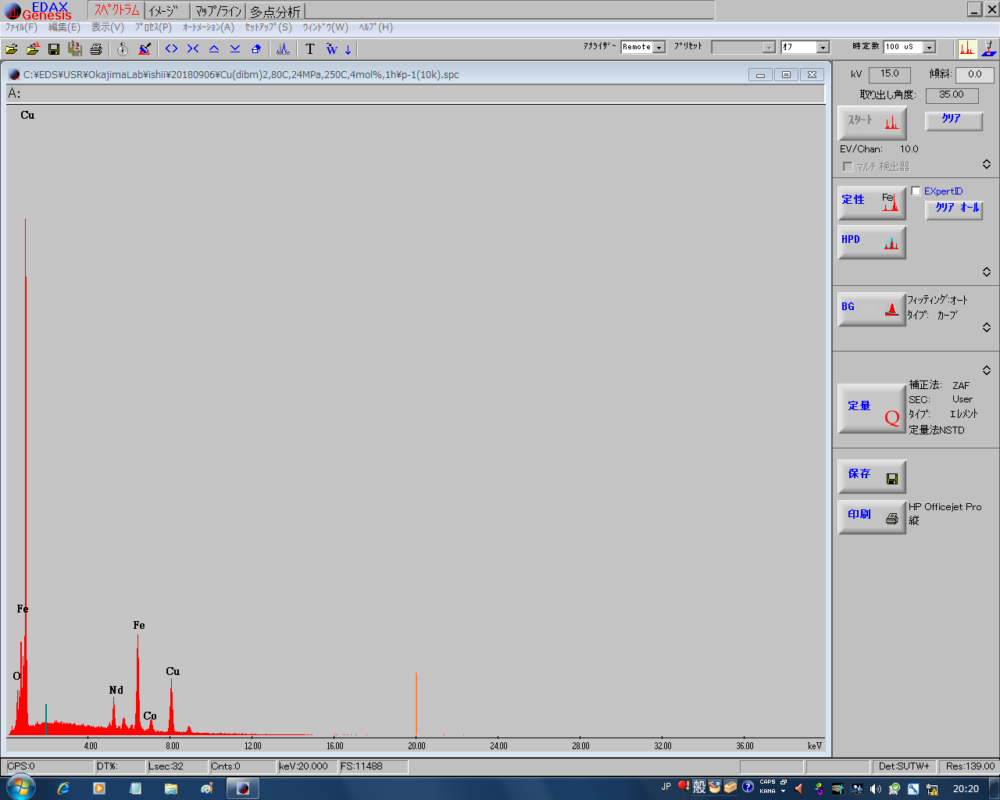 EDAX
Genesis
スペクトラム イメージ マップ/ライン 多点分析
ファイル(F) 編集(E) 表示(V) プロセス(P) オートメーション(A) セットアップ(S) ウィンドウ(W) ヘルプ(H)
アナライザー Remote プリセット オフ 時定数 100 uS
C:¥EDS¥USR¥OkajimaLab¥ishii¥20180906¥Cu(dibm)2,80C,24MPa,250C,4mol%,1h¥p-1(10k).spc
A:
Cu
Fe
Fe
O
Cu
Nd
Co
4.00 8.00 12.00 16.00 20.00 24.00 28.00 32.00 36.00 keV
kV 15.0 傾斜: 0.0
取り出し角度: 35.00
スタート クリア
EV/Chan: 10.0
マルチ 検出器
定性 Fe EXpertID
クリア オール
HPD
BG フィッティング:オート
タイプ: カーブ
補正法: ZAF
SEC: User
定量 Q タイプ: エレメント
定量法NSTD
保存
印刷 HP Officejet Pro
縦
CPS:0 DT%: Lsec:32 Cnts:0 keV:20.000 FS:11488 Det:SUTW+ Res:139.00
JP 般 CAPS KANA 20:20